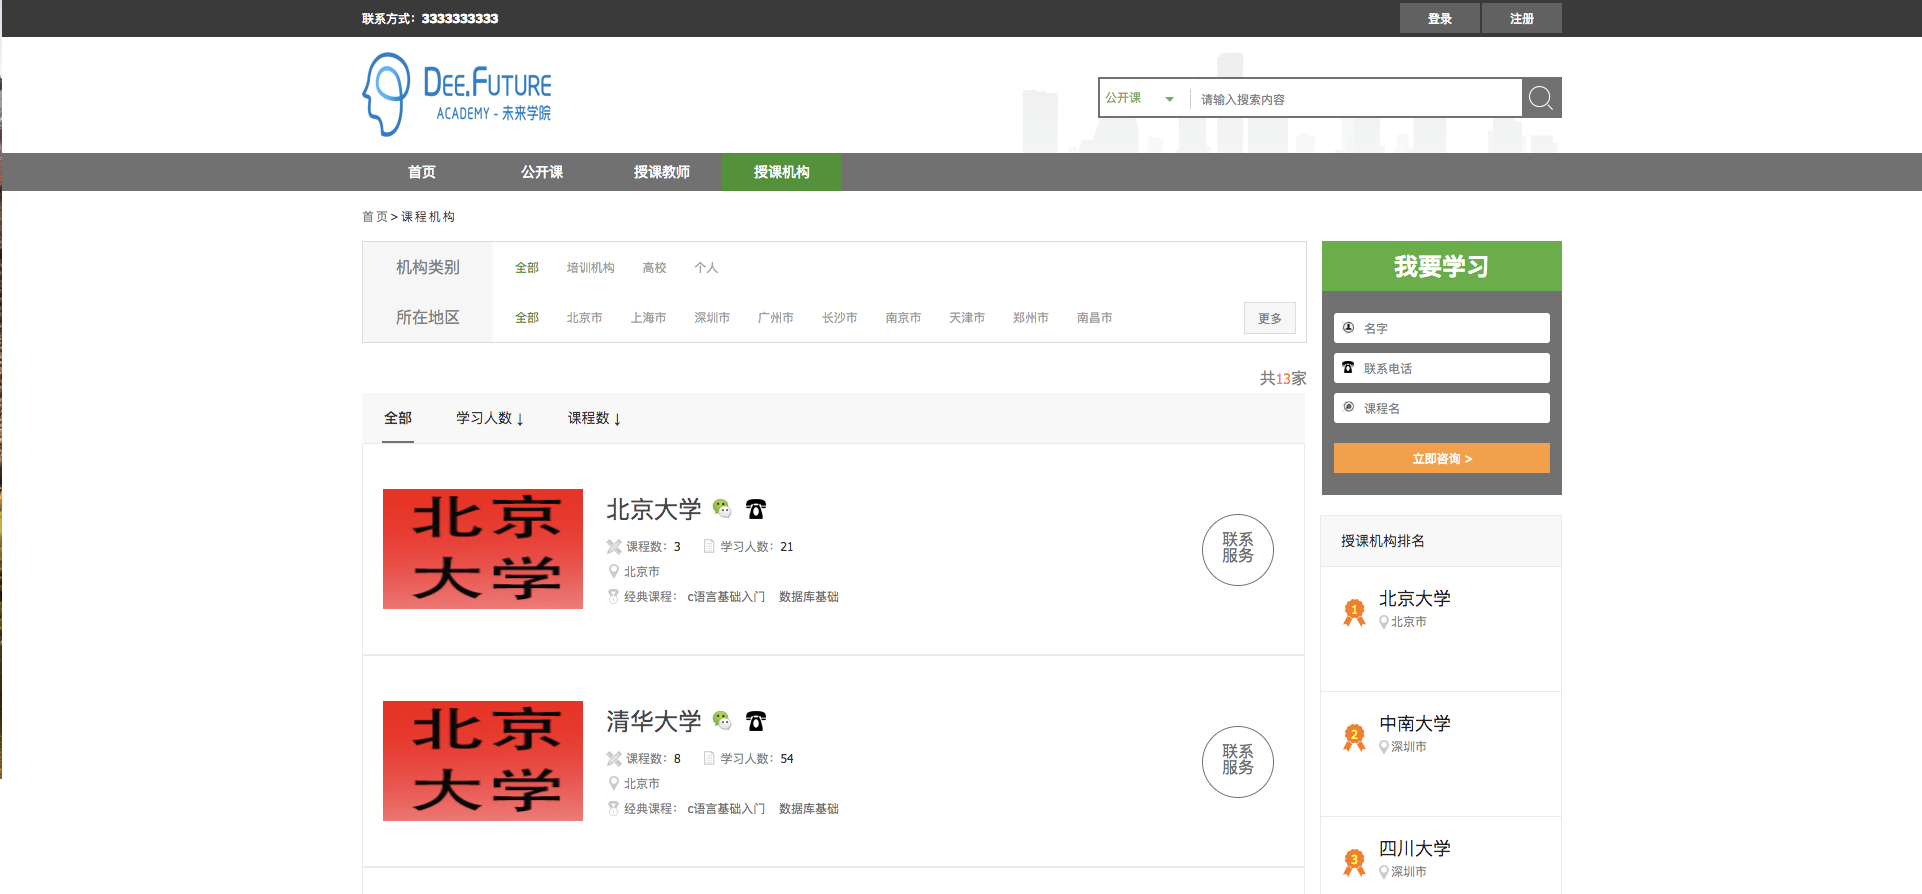 联系方式：3333333333 登录 注册
DEE.FUTURE
ACADEMY - 未来学院
公开课 请输入搜索内容
首页 公开课 授课教师 授课机构
首页>课程机构
机构类别 全部 培训机构 高校 个人
所在地区 全部 北京市 上海市 深圳市 广州市 长沙市 南京市 天津市 郑州市 南昌市 更多
共13家
全部 学习人数↓ 课程数↓
北京
大学
北京大学
课程数：3 学习人数：21
北京市
经典课程： c语言基础入门 数据库基础
联系
服务
北京
大学
清华大学
课程数：8 学习人数：54
北京市
经典课程： c语言基础入门 数据库基础
联系
服务
我要学习
名字
联系电话
课程名
立即咨询 >
授课机构排名
1 北京大学
北京市
2 中南大学
深圳市
3 四川大学
深圳市